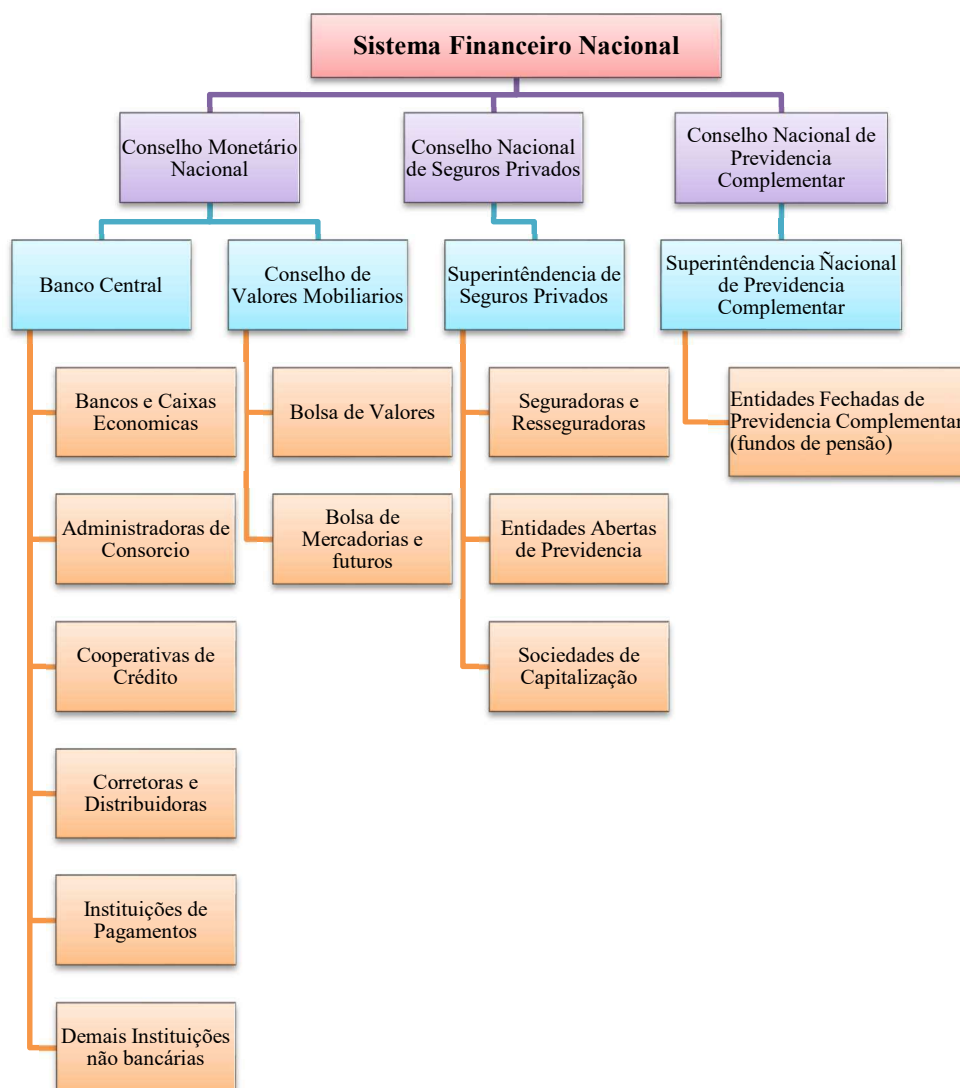 Sistema Financeiro Nacional
Conselho Monetário
Nacional
Conselho Nacional
de Seguros Privados
Conselho Nacional de
Previdencia
Complementar
Banco Central
Conselho de
Valores Mobiliarios
Superintêndencia de
Seguros Privados
Superintêndencia Ñacional
de Previdencia
Complementar
Bancos e Caixas
Economicas
Bolsa de Valores
Seguradoras e
Resseguradoras
Entidades Fechadas de
Previdencia Complementar
(fundos de pensão)
Administradoras de
Consorcio
Bolsa de
Mercadorias e
futuros
Entidades Abertas
de Previdencia
Cooperativas de
Crédito
Sociedades de
Capitalização
Corretoras e
Distribuidoras
Instituições de
Pagamentos
Demais Instituições
não bancárias